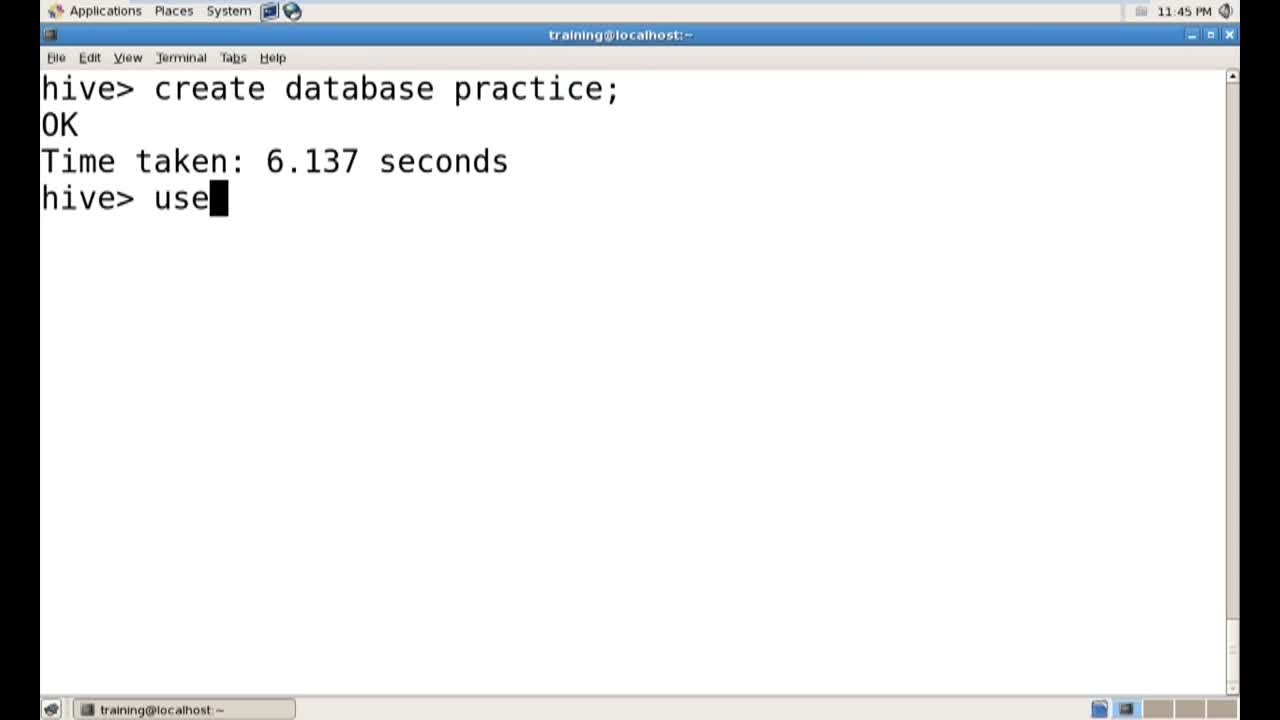 Applications Places System 11:45 PM
training@localhost:~
File Edit View Terminal Tabs Help
hive> create database practice;
OK
Time taken: 6.137 seconds
hive> use
training@localhost:~